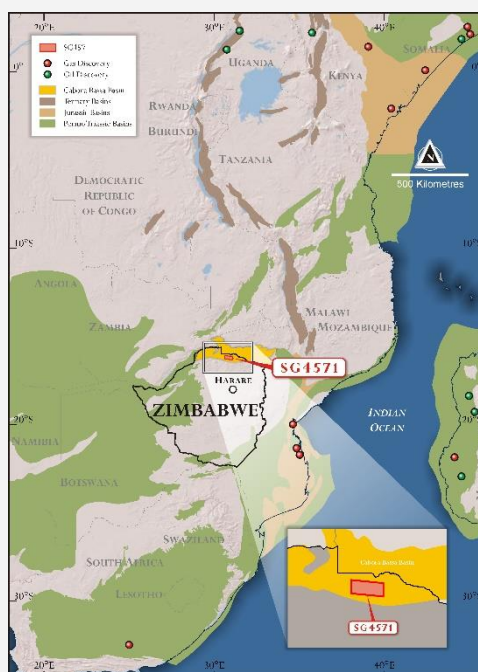 30°E
40°E
SG4571
Gas Discovery
Oil Discovery
Cabora Bassa Basin
Tertiary Basins
Jurassic Basins
Permo-Triassic Basins
SOMALIA
UGANDA
KENYA
0°
RWANDA
BURUNDI
TANZANIA
DEMOCRATIC
REPUBLIC
OF CONGO
N
500 Kilometres
10°S
10°S
ANGOLA
ZAMBIA
MALAWI
MOZAMBIQUE
SG4571
HARARE
ZIMBABWE
INDIAN
OCEAN
20°S
20°S
NAMIBIA
BOTSWANA
SWAZILAND
SOUTH AFRICA
LESOTHO
Cabora Bassa Basin
SG4571
30°S
30°S
20°E
30°E
40°E